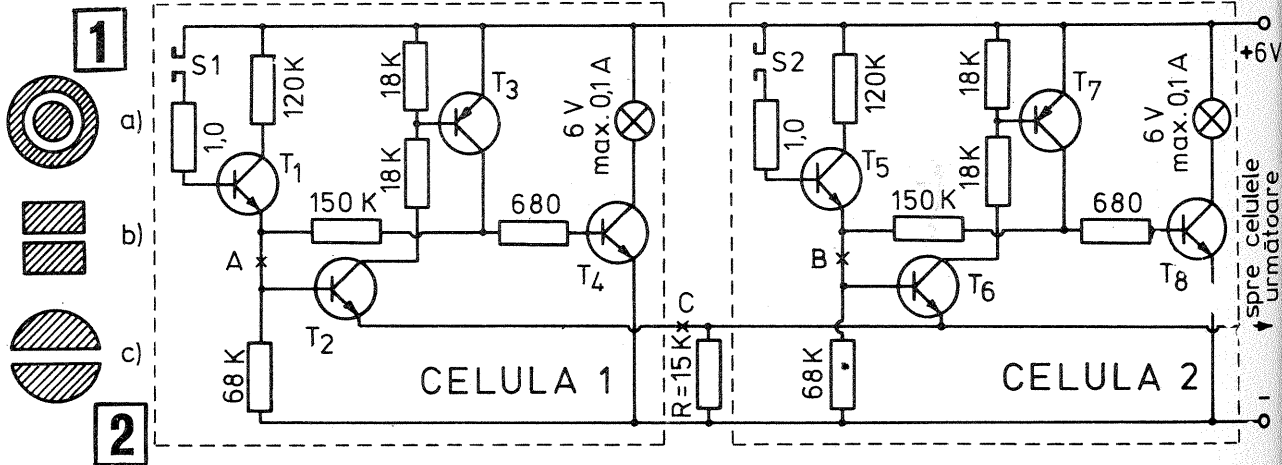 1
a)
b)
c)
2
S1
1,0
120K
T1
18K
18K
T3
6 V
max. 0,1 A
150 K
680
A
T2
T4
68 K
CELULA 1
C
R=15K
S2
1,0
120K
T5
18K
18K
T7
6 V
max. 0,1 A
150 K
680
B
T6
T8
68K
CELULA 2
+6V
spre celulele
următoare
-